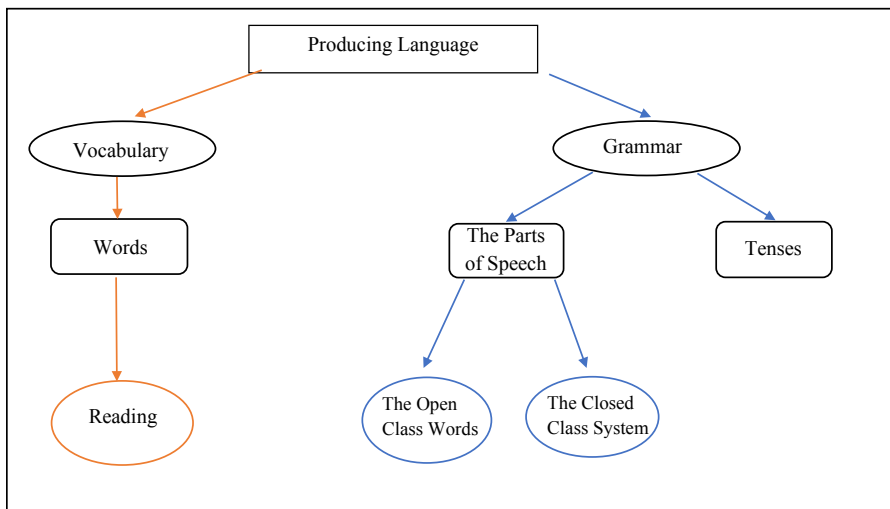 Producing Language
Vocabulary
Grammar
Words
The Parts
of Speech
Tenses
Reading
The Open
Class Words
The Closed
Class System